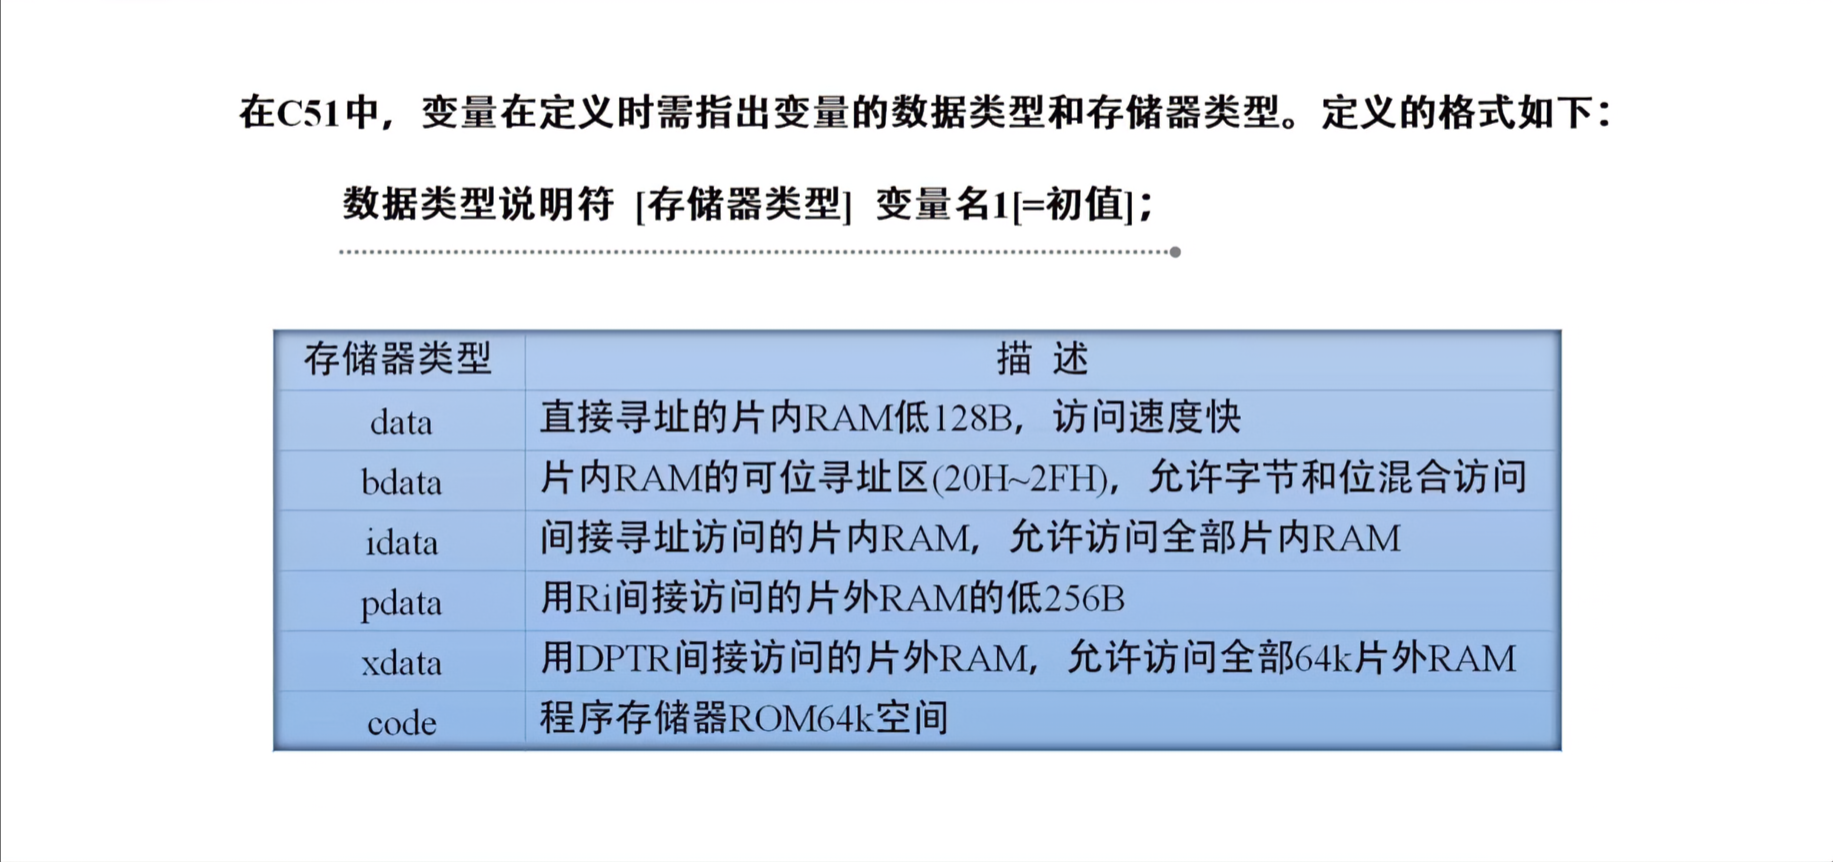 在C51中，变量在定义时需指出变量的数据类型和存储器类型。定义的格式如下：
数据类型说明符 [存储器类型] 变量名1[=初值]；
存储器类型 描 述
data 直接寻址的片内RAM低128B，访问速度快
bdata 片内RAM的可位寻址区(20H~2FH)，允许字节和位混合访问
idata 间接寻址访问的片内RAM，允许访问全部片内RAM
pdata 用Ri间接访问的片外RAM的低256B
xdata 用DPTR间接访问的片外RAM，允许访问全部64k片外RAM
code 程序存储器ROM64k空间